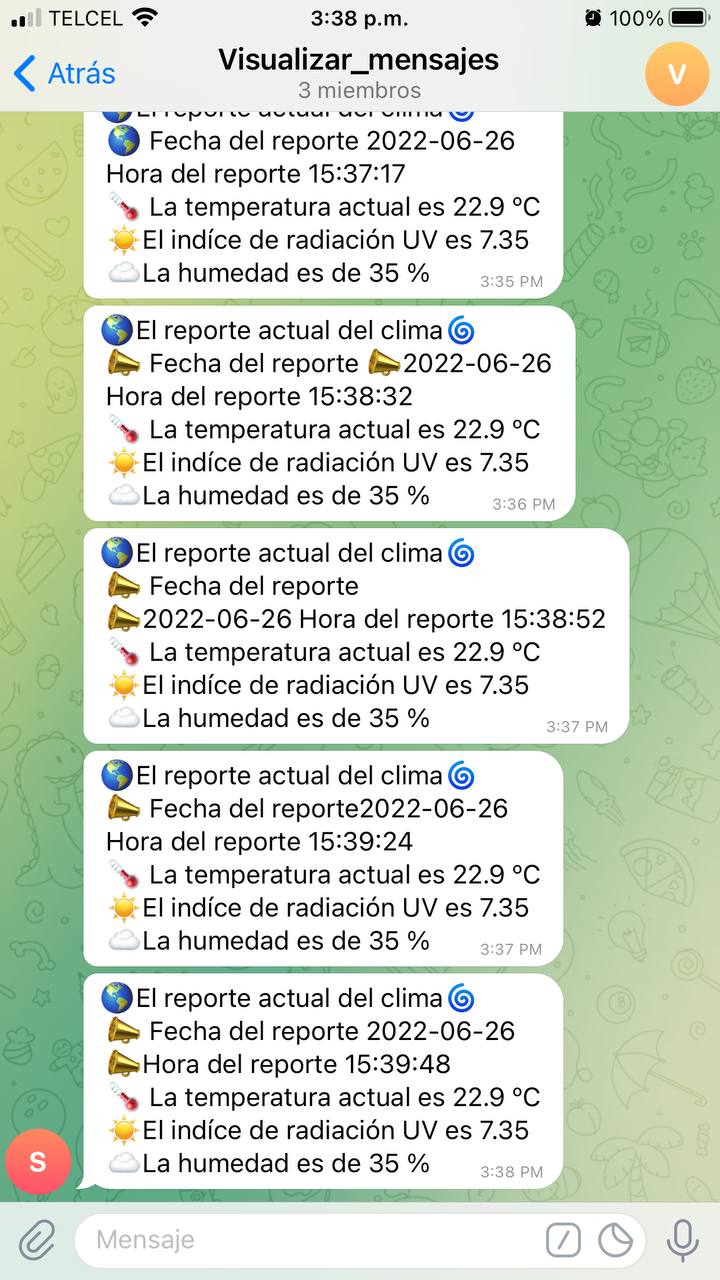 TELCEL 3:38 p.m. 100%
Atrás Visualizar_mensajes V
3 miembros
El reporte actual del clima
Fecha del reporte 2022-06-26
Hora del reporte 15:37:17
La temperatura actual es 22.9 ºC
El indíce de radiación UV es 7.35
La humedad es de 35 % 3:35 PM
El reporte actual del clima
Fecha del reporte 2022-06-26
Hora del reporte 15:38:32
La temperatura actual es 22.9 ºC
El indíce de radiación UV es 7.35
La humedad es de 35 % 3:36 PM
El reporte actual del clima
Fecha del reporte
2022-06-26 Hora del reporte 15:38:52
La temperatura actual es 22.9 ºC
El indíce de radiación UV es 7.35
La humedad es de 35 % 3:37 PM
El reporte actual del clima
Fecha del reporte2022-06-26
Hora del reporte 15:39:24
La temperatura actual es 22.9 ºC
El indíce de radiación UV es 7.35
La humedad es de 35 % 3:37 PM
El reporte actual del clima
Fecha del reporte 2022-06-26
Hora del reporte 15:39:48
La temperatura actual es 22.9 ºC
El indíce de radiación UV es 7.35
S La humedad es de 35 % 3:38 PM
Mensaje